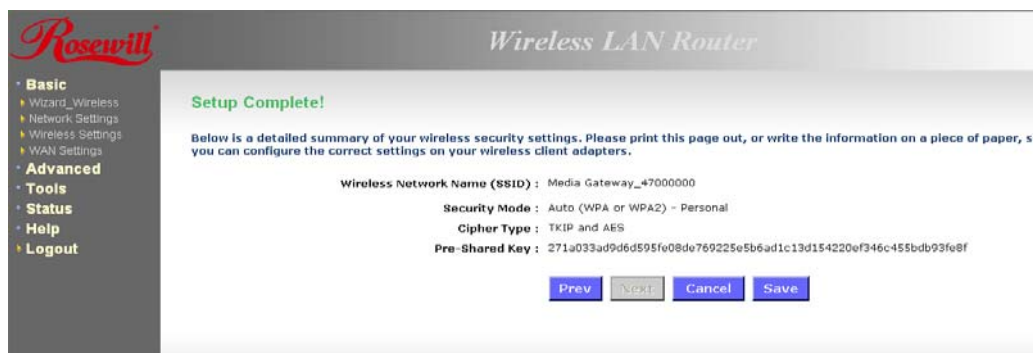 Rosewill
Wireless LAN Router
Basic
Wizard_Wireless
Network Settings
Wireless Settings
WAN Settings
Advanced
Tools
Status
Help
Logout
Setup Complete!
Below is a detailed summary of your wireless security settings. Please print this page out, or write the information on a piece of paper, s
you can configure the correct settings on your wireless client adapters.
Wireless Network Name (SSID) : Media Gateway_47000000
Security Mode : Auto (WPA or WPA2) - Personal
Cipher Type : TKIP and AES
Pre-Shared Key : 271a033ad9d6d595fe08de769225e5b6ad1c13d154220ef346c455bdb93fe8f
Prev Next Cancel Save